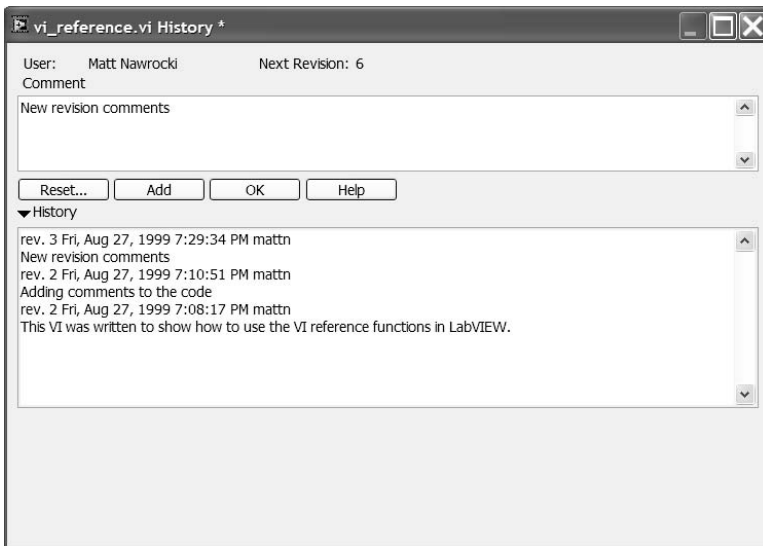 vi_reference.vi History *
User: Matt Nawrocki Next Revision: 6
Comment
New revision comments
Reset... Add OK Help
History
rev. 3 Fri, Aug 27, 1999 7:29:34 PM mattn
New revision comments
rev. 2 Fri, Aug 27, 1999 7:10:51 PM mattn
Adding comments to the code
rev. 2 Fri, Aug 27, 1999 7:08:17 PM mattn
This VI was written to show how to use the VI reference functions in LabVIEW.